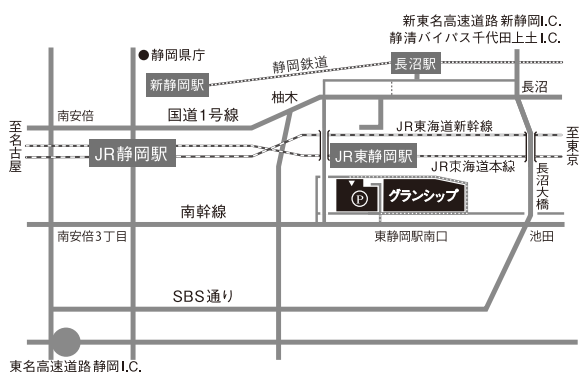 新東名高速道路 新静岡I.C.
静清バイパス千代田上土I.C.
●静岡県庁
静岡鉄道
長沼駅
新静岡駅
柚木
長沼
南安倍
国道1号線
至名古屋
JR東海道新幹線
至東京
JR静岡駅
JR東静岡駅
JR東海道本線
長沼大橋
P
グランシップ
南幹線
南安倍3丁目
東静岡駅南口
池田
SBS通り
東名高速道路静岡I.C.